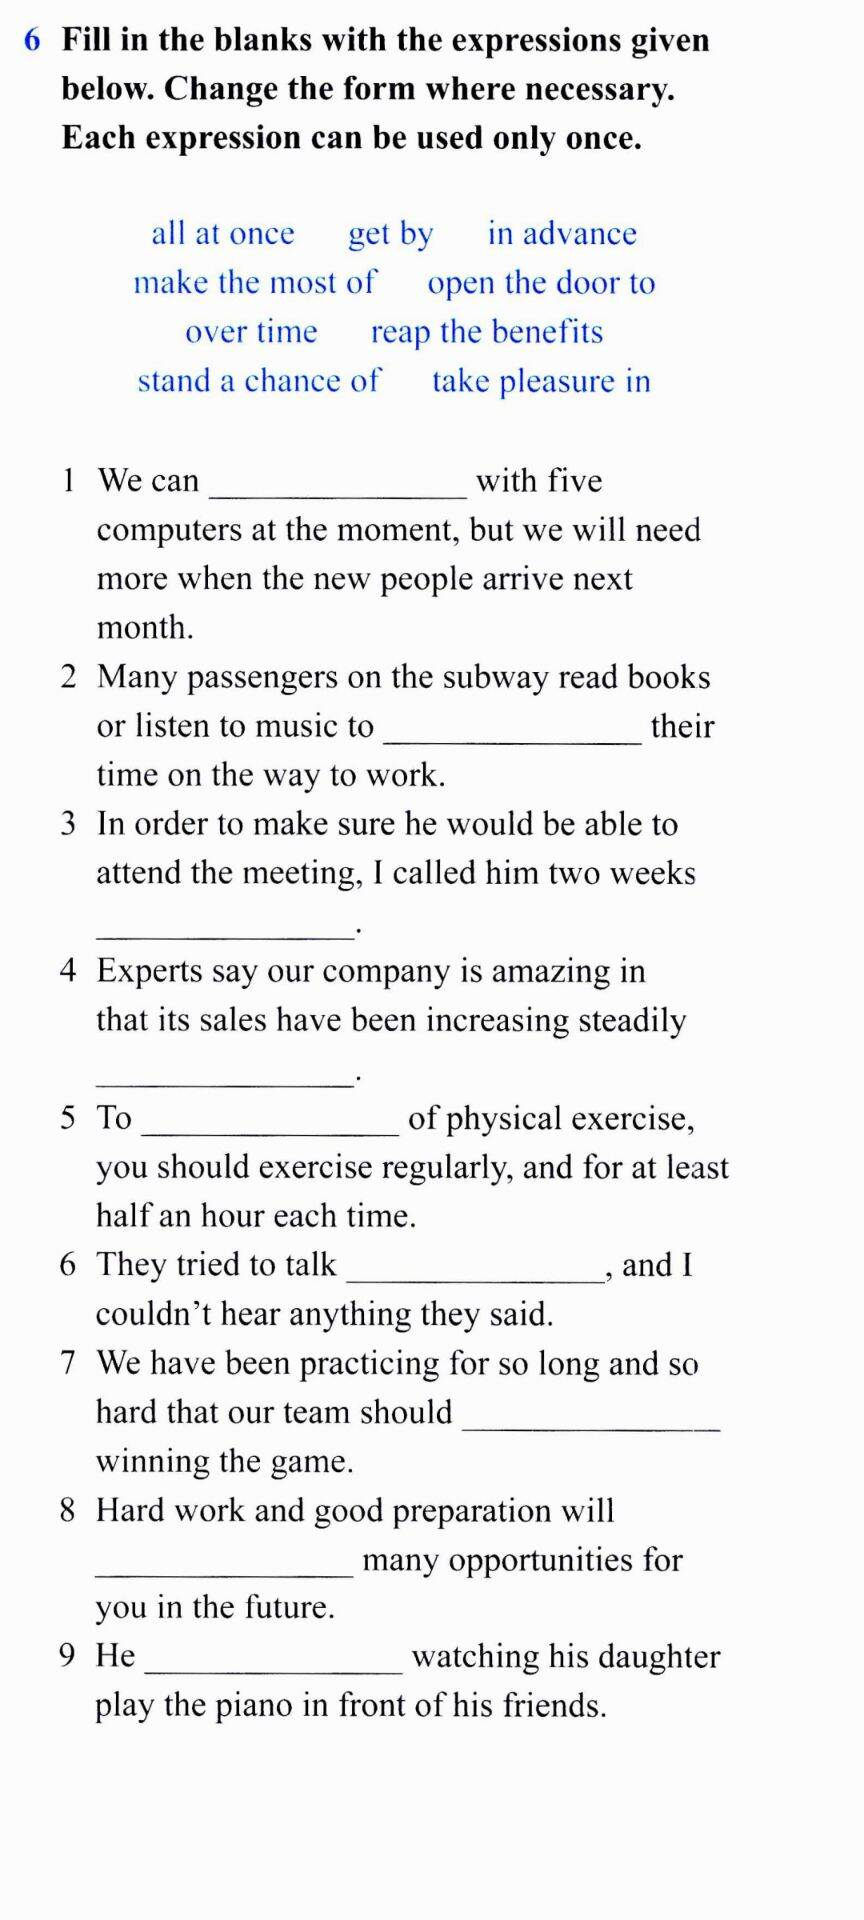 6 Fill in the blanks with the expressions given
below. Change the form where necessary.
Each expression can be used only once.
all at once get by in advance
make the most of open the door to
over time reap the benefits
stand a chance of take pleasure in
1 We can _______________ with five
computers at the moment, but we will need
more when the new people arrive next
month.
2 Many passengers on the subway read books
or listen to music to _______________ their
time on the way to work.
3 In order to make sure he would be able to
attend the meeting, I called him two weeks
_______________.
4 Experts say our company is amazing in
that its sales have been increasing steadily
_______________.
5 To _______________ of physical exercise,
you should exercise regularly, and for at least
half an hour each time.
6 They tried to talk _______________, and I
couldn't hear anything they said.
7 We have been practicing for so long and so
hard that our team should _______________
winning the game.
8 Hard work and good preparation will
_______________ many opportunities for
you in the future.
9 He _______________ watching his daughter
play the piano in front of his friends.